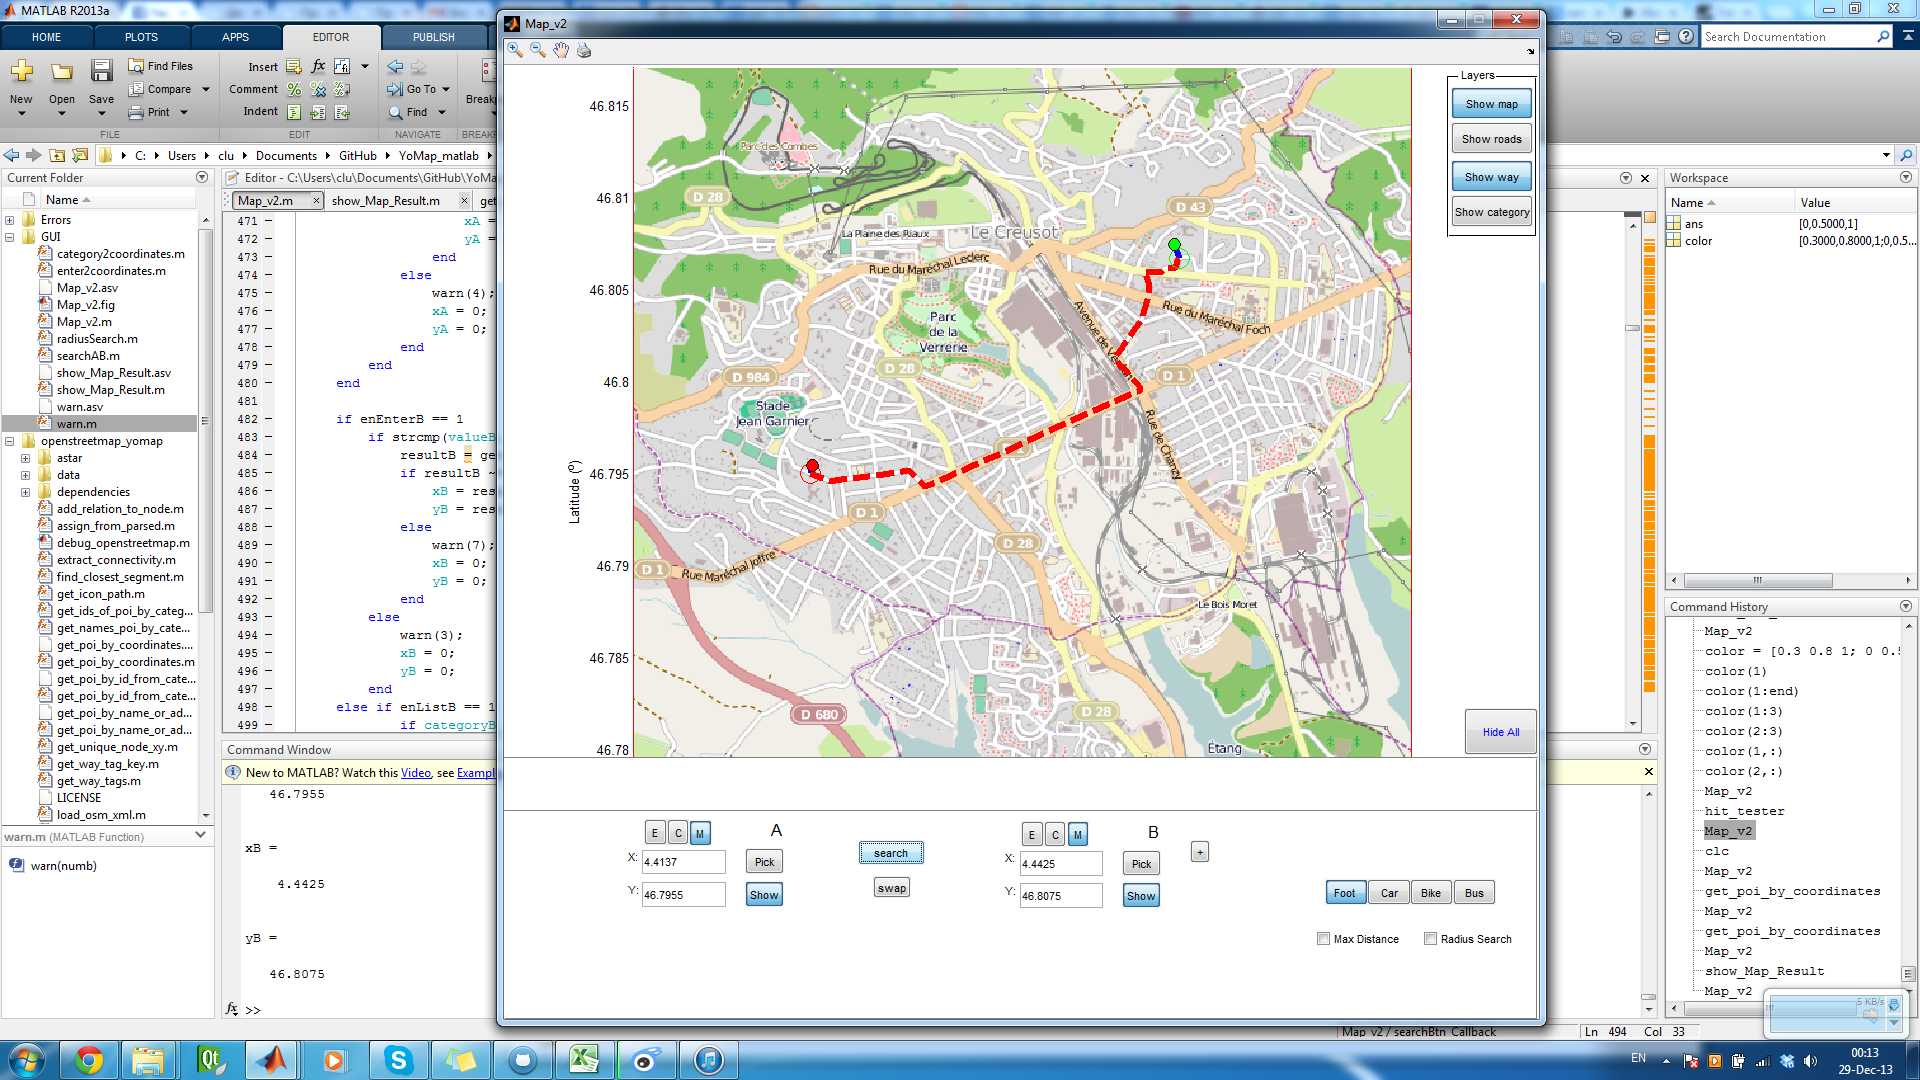 MATLAB R2013a
HOME PLOTS APPS EDITOR PUBLISH
Search Documentation
New Open Save
Find Files
Compare
Print
Insert
Comment
Indent
Go To
Find
Break
FILE EDIT NAVIGATE BREAKP
C: Users clu Documents GitHub YoMap_matlab
Current Folder
Name
Errors
GUI
category2coordinates.m
enter2coordinates.m
Map_v2.asv
Map_v2.fig
Map_v2.m
radiusSearch.m
searchAB.m
show_Map_Result.asv
show_Map_Result.m
warn.asv
warn.m
openstreetmap_yomap
astar
data
dependencies
add_relation_to_node.m
assign_from_parsed.m
debug_openstreetmap.m
extract_connectivity.m
find_closest_segment.m
get_icon_path.m
get_ids_of_poi_by_categ...
get_names_poi_by_cate...
get_poi_by_coordinates....
get_poi_by_coordinates.m
get_poi_by_id_from_cate...
get_poi_by_id_from_cate...
get_poi_by_name_or_ad...
get_poi_by_name_or_ad...
get_unique_node_xy.m
get_way_tag_key.m
get_way_tags.m
LICENSE
load_osm_xml.m
warn.m (MATLAB Function)
warn(numb)
Editor - C:\Users\clu\Documents\GitHub\YoMa
Map_v2.m show_Map_Result.m get
471 xA =
472 yA =
473 end
474 else
475 warn(4);
476 xA = 0;
477 yA = 0;
478 end
479 end
480 end
481
482 if enEnterB == 1
483 if strcmp(valueB
484 resultB = ge
485 if resultB ~
486 xB = res
487 yB = res
488 else
489 warn(7);
490 xB = 0;
491 yB = 0;
492 end
493 else
494 warn(3);
495 xB = 0;
496 yB = 0;
497 end
498 else if enListB == 1
499 if categoryB
Command Window
New to MATLAB? Watch this Video, see Example
46.7955
xB =
4.4425
yB =
46.8075
fx >>
Map_v2
46.815
46.81
46.805
46.8
46.795
46.79
46.785
46.78
Latitude (º)
Parc des Combes
D 28
D 43
La Plaine des Riaux
Le Creusot
Rue du Maréchal Leclerc
Parc
de la
Verrerie
Rue du Maréchal Foch
D 28
D 984
D 1
Stade
Jean Garnier
Rue de Chanzy
D 1
D 28
D 1
Rue Maréchal Joffre
Le Bois Moret
D 680
D 28
Étang
Layers
Show map
Show roads
Show way
Show category
Hide All
E C M A
X: 4.4137 Pick
Y: 46.7955 Show
search
swap
E C M B
X: 4.4425 Pick
Y: 46.8075 Show
+
Foot Car Bike Bus
Max Distance Radius Search
Workspace
Name Value
ans [0,0.5000,1]
color [0.3000,0.8000,1;0,0.5...
Command History
Map_v2
color = [0.3 0.8 1; 0 0.5
color(1)
color(1:end)
color(1:3)
color(2:3)
color(1,:)
color(2,:)
Map_v2
hit_tester
Map_v2
clc
Map_v2
get_poi_by_coordinates
Map_v2
get_poi_by_coordinates
Map_v2
show_Map_Result
Map_v2
5 KB/s
Map_v2 / searchBtn_Callback
Ln 494 Col 33
EN
00:13
29-Dec-13